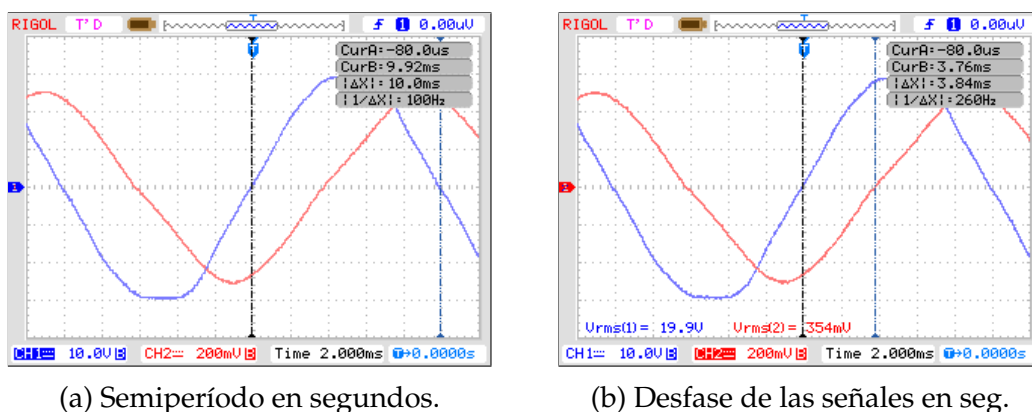 RIGOL T'D T ƒ 1 0.00uV
T
CurA:-80.0us
CurB:9.92ms
|ΔX|:10.0ms
|1/ΔX|:100Hz
1
CH1 10.0V B CH2 200mV B Time 2.000ms T→0.0000s
(a) Semiperíodo en segundos.
RIGOL T'D T ƒ 1 0.00uV
T
CurA:-80.0us
CurB:3.76ms
|ΔX|:3.84ms
|1/ΔX|:260Hz
1
Vrms(1)= 19.9V Vrms(2)= 354mV
CH1 10.0V B CH2 200mV B Time 2.000ms T→0.0000s
(b) Desfase de las señales en seg.